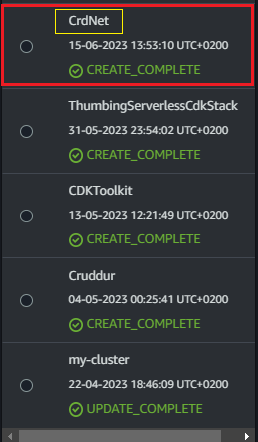 CrdNet
15-06-2023 13:53:10 UTC+0200
CREATE_COMPLETE
ThumbingServerlessCdkStack
31-05-2023 23:54:02 UTC+0200
CREATE_COMPLETE
CDKToolkit
13-05-2023 12:21:49 UTC+0200
CREATE_COMPLETE
Cruddur
04-05-2023 00:25:41 UTC+0200
CREATE_COMPLETE
my-cluster
22-04-2023 18:46:09 UTC+0200
UPDATE_COMPLETE